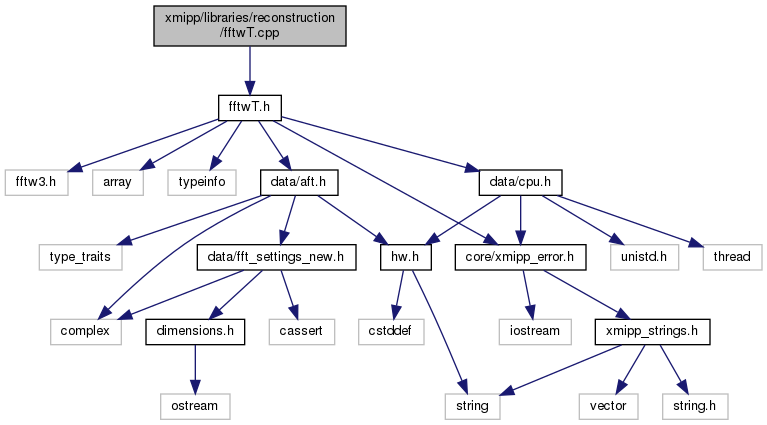 xmipp/libraries/reconstruction
/fftwT.cpp
fftwT.h
fftw3.h
array
typeinfo
data/aft.h
data/cpu.h
type_traits
data/fft_settings_new.h
hw.h
core/xmipp_error.h
unistd.h
thread
complex
dimensions.h
cassert
cstddef
iostream
xmipp_strings.h
ostream
string
vector
string.h